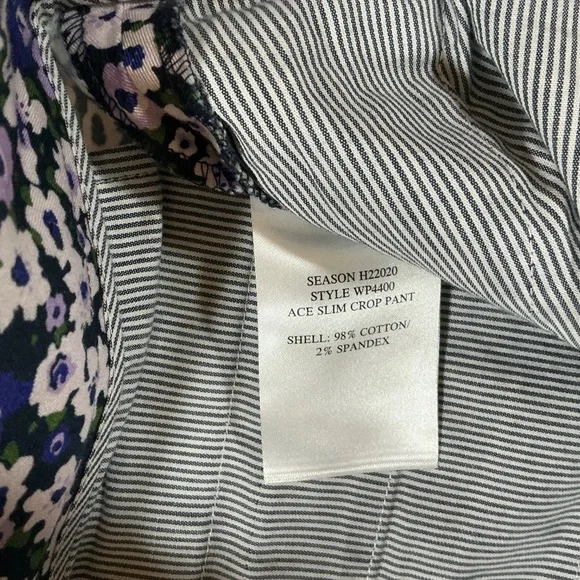 SEASON H22020
STYLE WP4400
ACE SLIM CROP PANT
SHELL: 98% COTTON/
2% SPANDEX